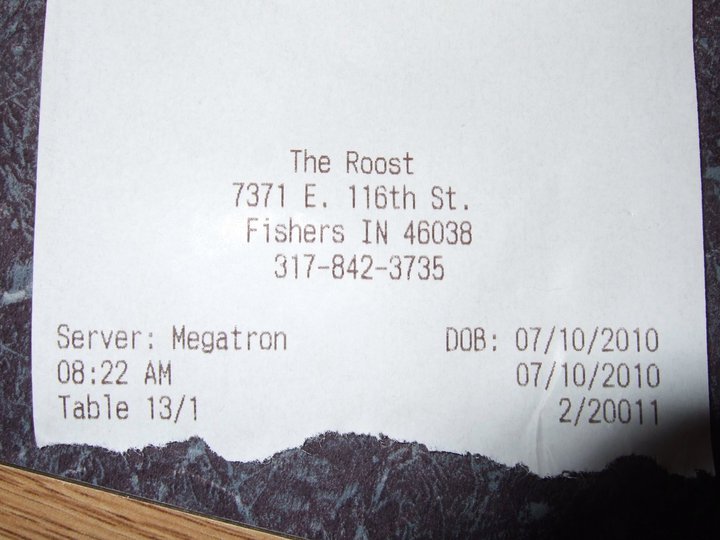 The Roost
7371 E. 116th St.
Fishers IN 46038
317-842-3735
Server: Megatron DOB: 07/10/2010
08:22 AM 07/10/2010
Table 13/1 2/20011